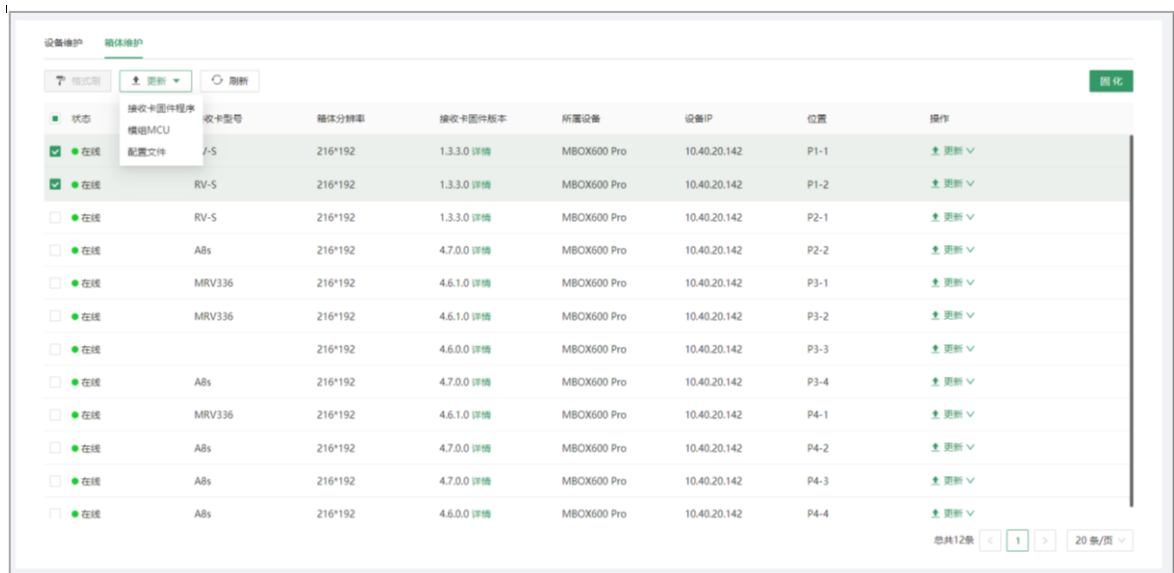 设备维护 箱体维护
格式刷 更新 刷新 固化
接收卡固件程序
模组MCU
配置文件
状态 收卡型号 箱体分辨率 接收卡固件版本 所属设备 设备IP 位置 操作
在线 V-S 216*192 1.3.3.0 详情 MBOX600 Pro 10.40.20.142 P1-1 更新
在线 RV-S 216*192 1.3.3.0 详情 MBOX600 Pro 10.40.20.142 P1-2 更新
在线 RV-S 216*192 1.3.3.0 详情 MBOX600 Pro 10.40.20.142 P2-1 更新
在线 A8s 216*192 4.7.0.0 详情 MBOX600 Pro 10.40.20.142 P2-2 更新
在线 MRV336 216*192 4.6.1.0 详情 MBOX600 Pro 10.40.20.142 P3-1 更新
在线 MRV336 216*192 4.6.1.0 详情 MBOX600 Pro 10.40.20.142 P3-2 更新
在线 216*192 4.6.0.0 详情 MBOX600 Pro 10.40.20.142 P3-3 更新
在线 A8s 216*192 4.7.0.0 详情 MBOX600 Pro 10.40.20.142 P3-4 更新
在线 MRV336 216*192 4.6.1.0 详情 MBOX600 Pro 10.40.20.142 P4-1 更新
在线 A8s 216*192 4.7.0.0 详情 MBOX600 Pro 10.40.20.142 P4-2 更新
在线 A8s 216*192 4.7.0.0 详情 MBOX600 Pro 10.40.20.142 P4-3 更新
在线 A8s 216*192 4.6.0.0 详情 MBOX600 Pro 10.40.20.142 P4-4 更新
总共12条 < 1 > 20 条/页